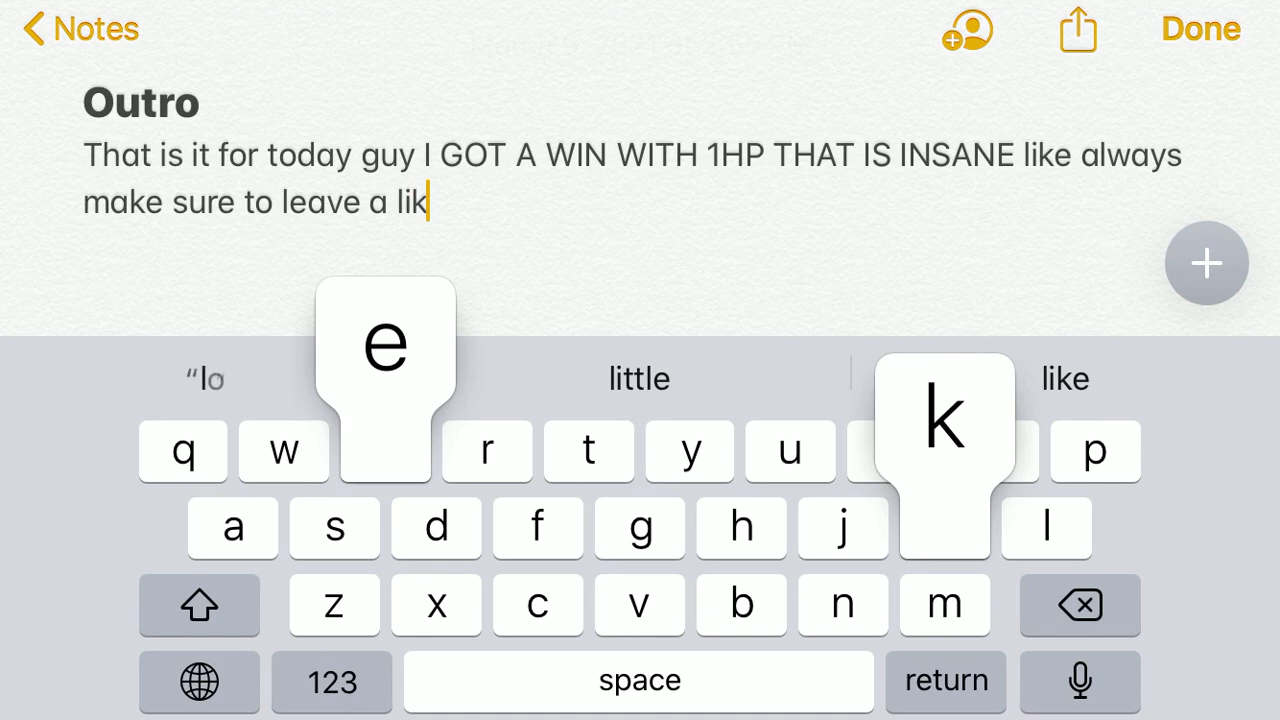 Notes
Done
Outro
That is it for today guy I GOT A WIN WITH 1HP THAT IS INSANE like always
make sure to leave a lik
“lo little like
e k
q w r t y u p
a s d f g h j l
z x c v b n m
123 space return